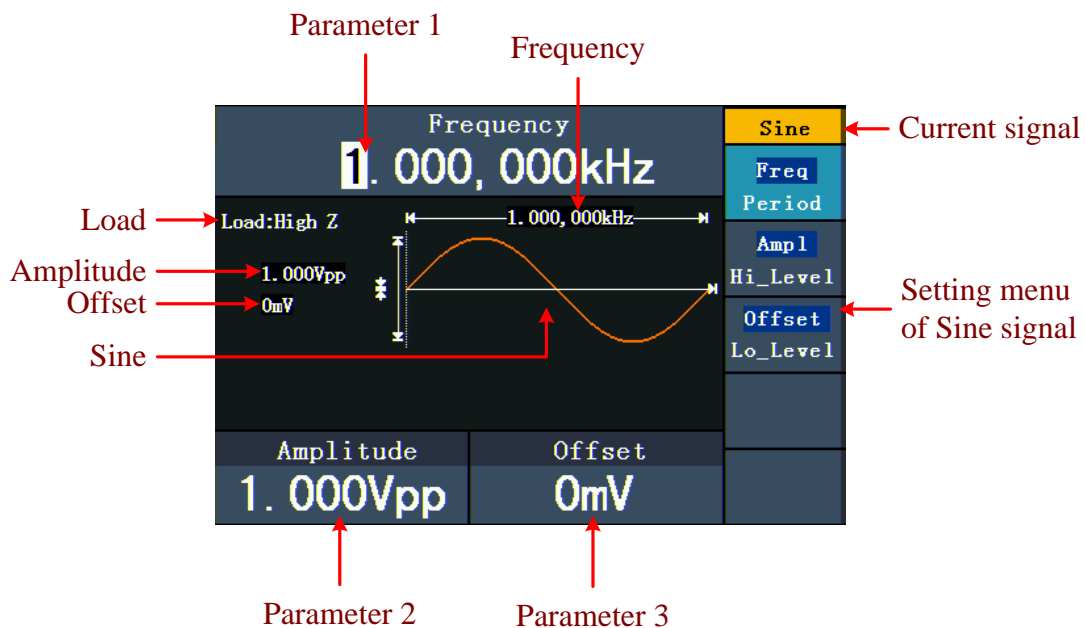 Parameter 1
Frequency
Frequency
Sine
Current signal
1.000,000kHz
Freq
Period
Load
Load:High Z
1.000,000kHz
Ampl
Hi_Level
Amplitude
1.000Vpp
Offset
0mV
Offset
Lo_Level
Setting menu
of Sine signal
Sine
Amplitude
Offset
1.000Vpp
0mV
Parameter 2
Parameter 3